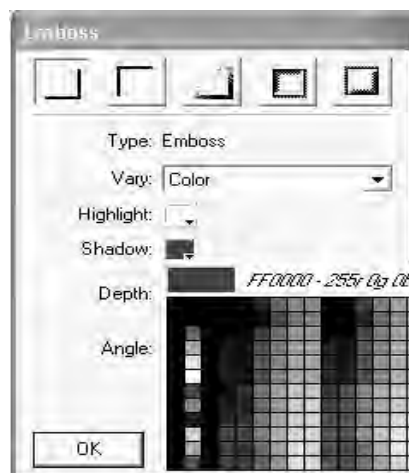 Emboss
Type: Emboss
Vary: Color
Highlight:
Shadow:
FF0000 - 255r 0g
Depth:
Angle:
OK